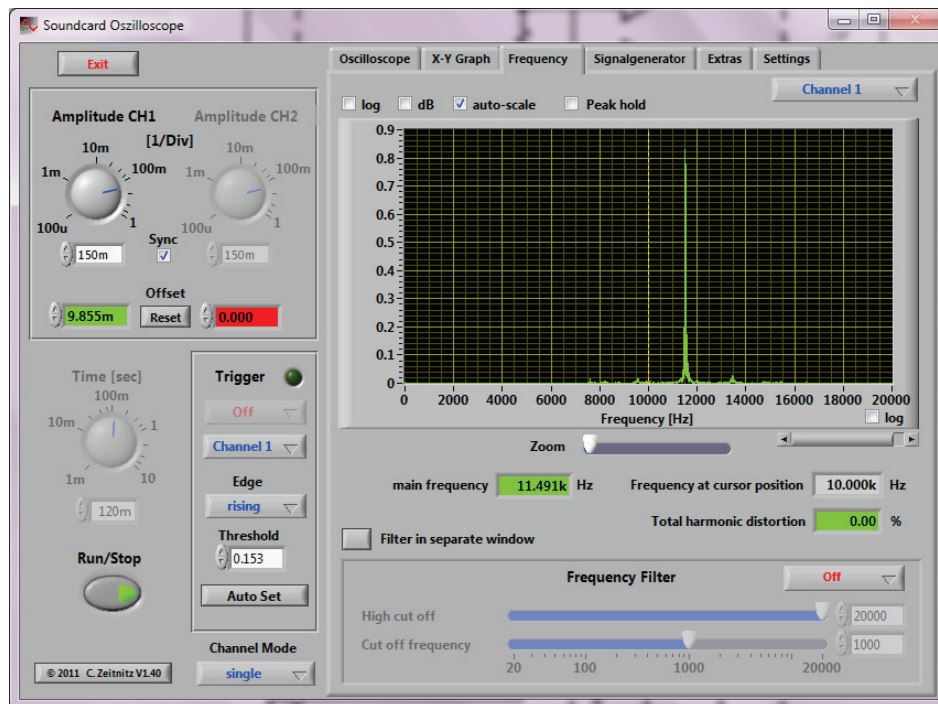 Soundcard Oszilloscope
Exit
Amplitude CH1
Amplitude CH2
[1/Div]
10m
1m
100m
100u
1
10m
1m
100m
100u
1
Sync
150m
150m
Offset
9.855m
Reset
0.000
Time [sec]
100m
10m
1
1m
10
120m
Run/Stop
© 2011 C. Zeitnitz V1.40
Trigger
Off
Channel 1
Edge
rising
Threshold
0.153
Auto Set
Channel Mode
single
Oscilloscope X-Y Graph Frequency Signalgenerator Extras Settings
Channel 1
log dB auto-scale Peak hold
0.9
0.8
0.7
0.6
0.5
0.4
0.3
0.2
0.1
0
0 2000 4000 6000 8000 10000 12000 14000 16000 18000 20000
Frequency [Hz]
log
Zoom
main frequency 11.491k Hz Frequency at cursor position 10.000k Hz
Total harmonic distortion 0.00 %
Filter in separate window
Frequency Filter Off
High cut off 20000
Cut off frequency 1000
20 100 1000 20000